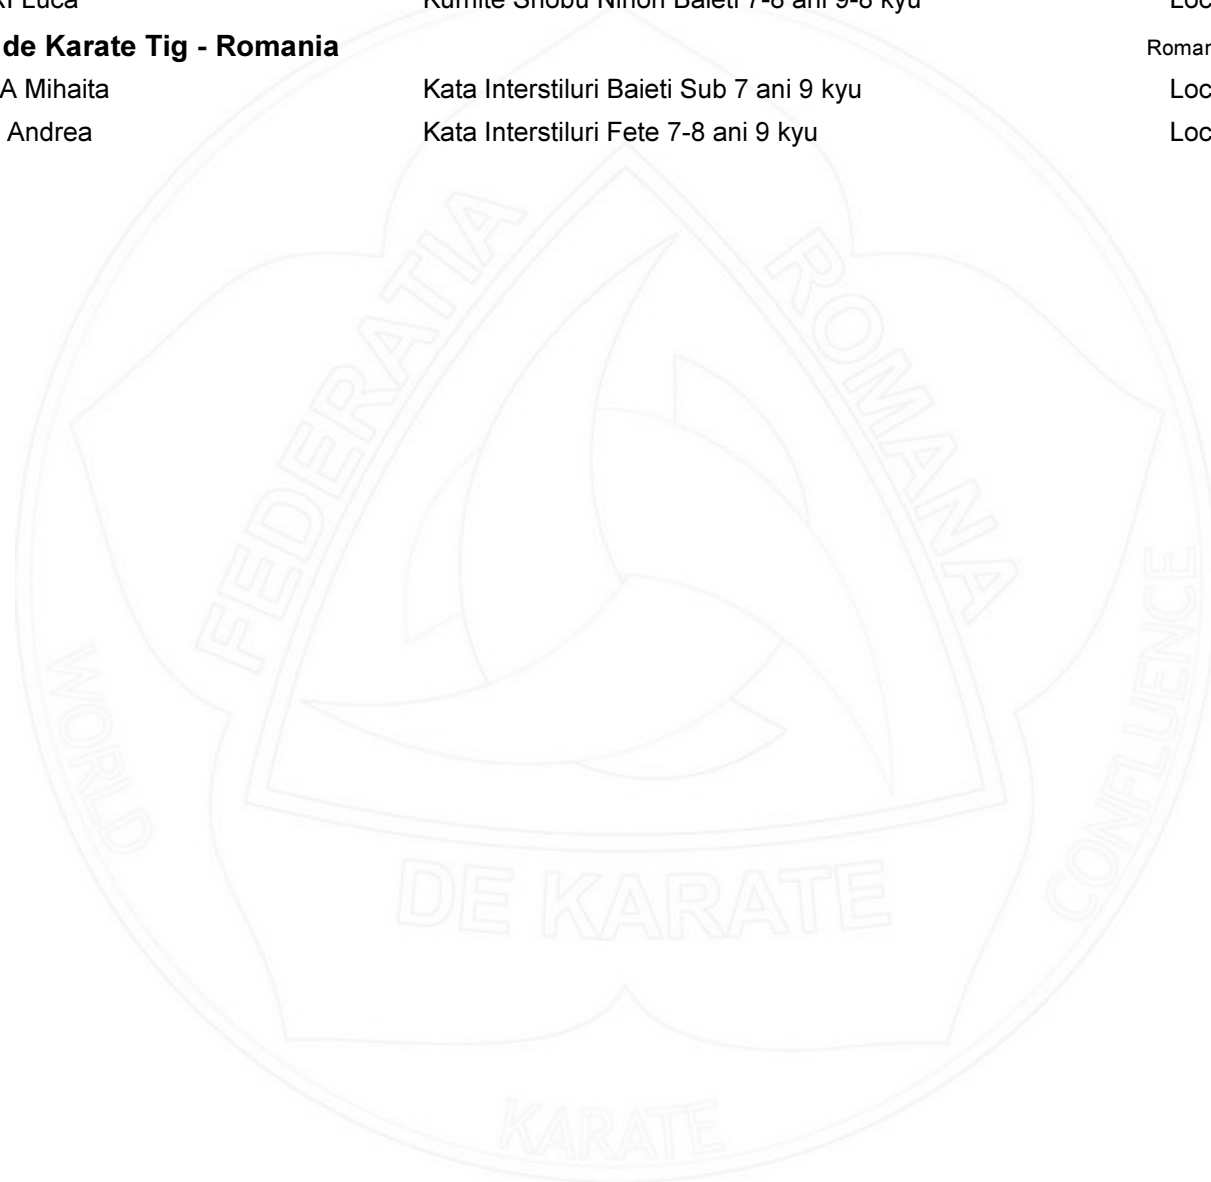 Luca Kumite Shobu Nihon Baieti 7-8 ani 9-8 kyu Loc
de Karate Tig - Romania Roman
A Mihaita Kata Interstiluri Baieti Sub 7 ani 9 kyu Loc
Andrea Kata Interstiluri Fete 7-8 ani 9 kyu Loc
FEDERATIA ROMANA
DE KARATE
WORLD
KARATE
CONFLUENCE